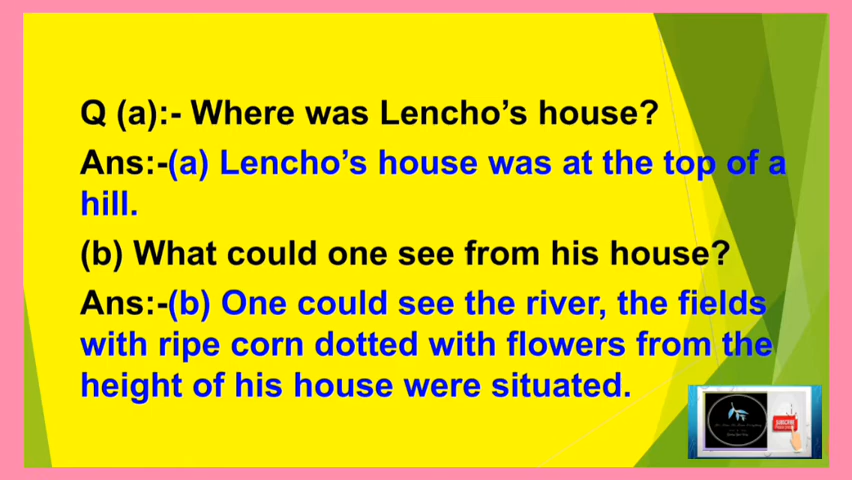 Q (a):- Where was Lencho's house?
Ans:-(a) Lencho's house was at the top of a
hill.
(b) What could one see from his house?
Ans:-(b) One could see the river, the fields
with ripe corn dotted with flowers from the
height of his house were situated.
SUBSCRIBE